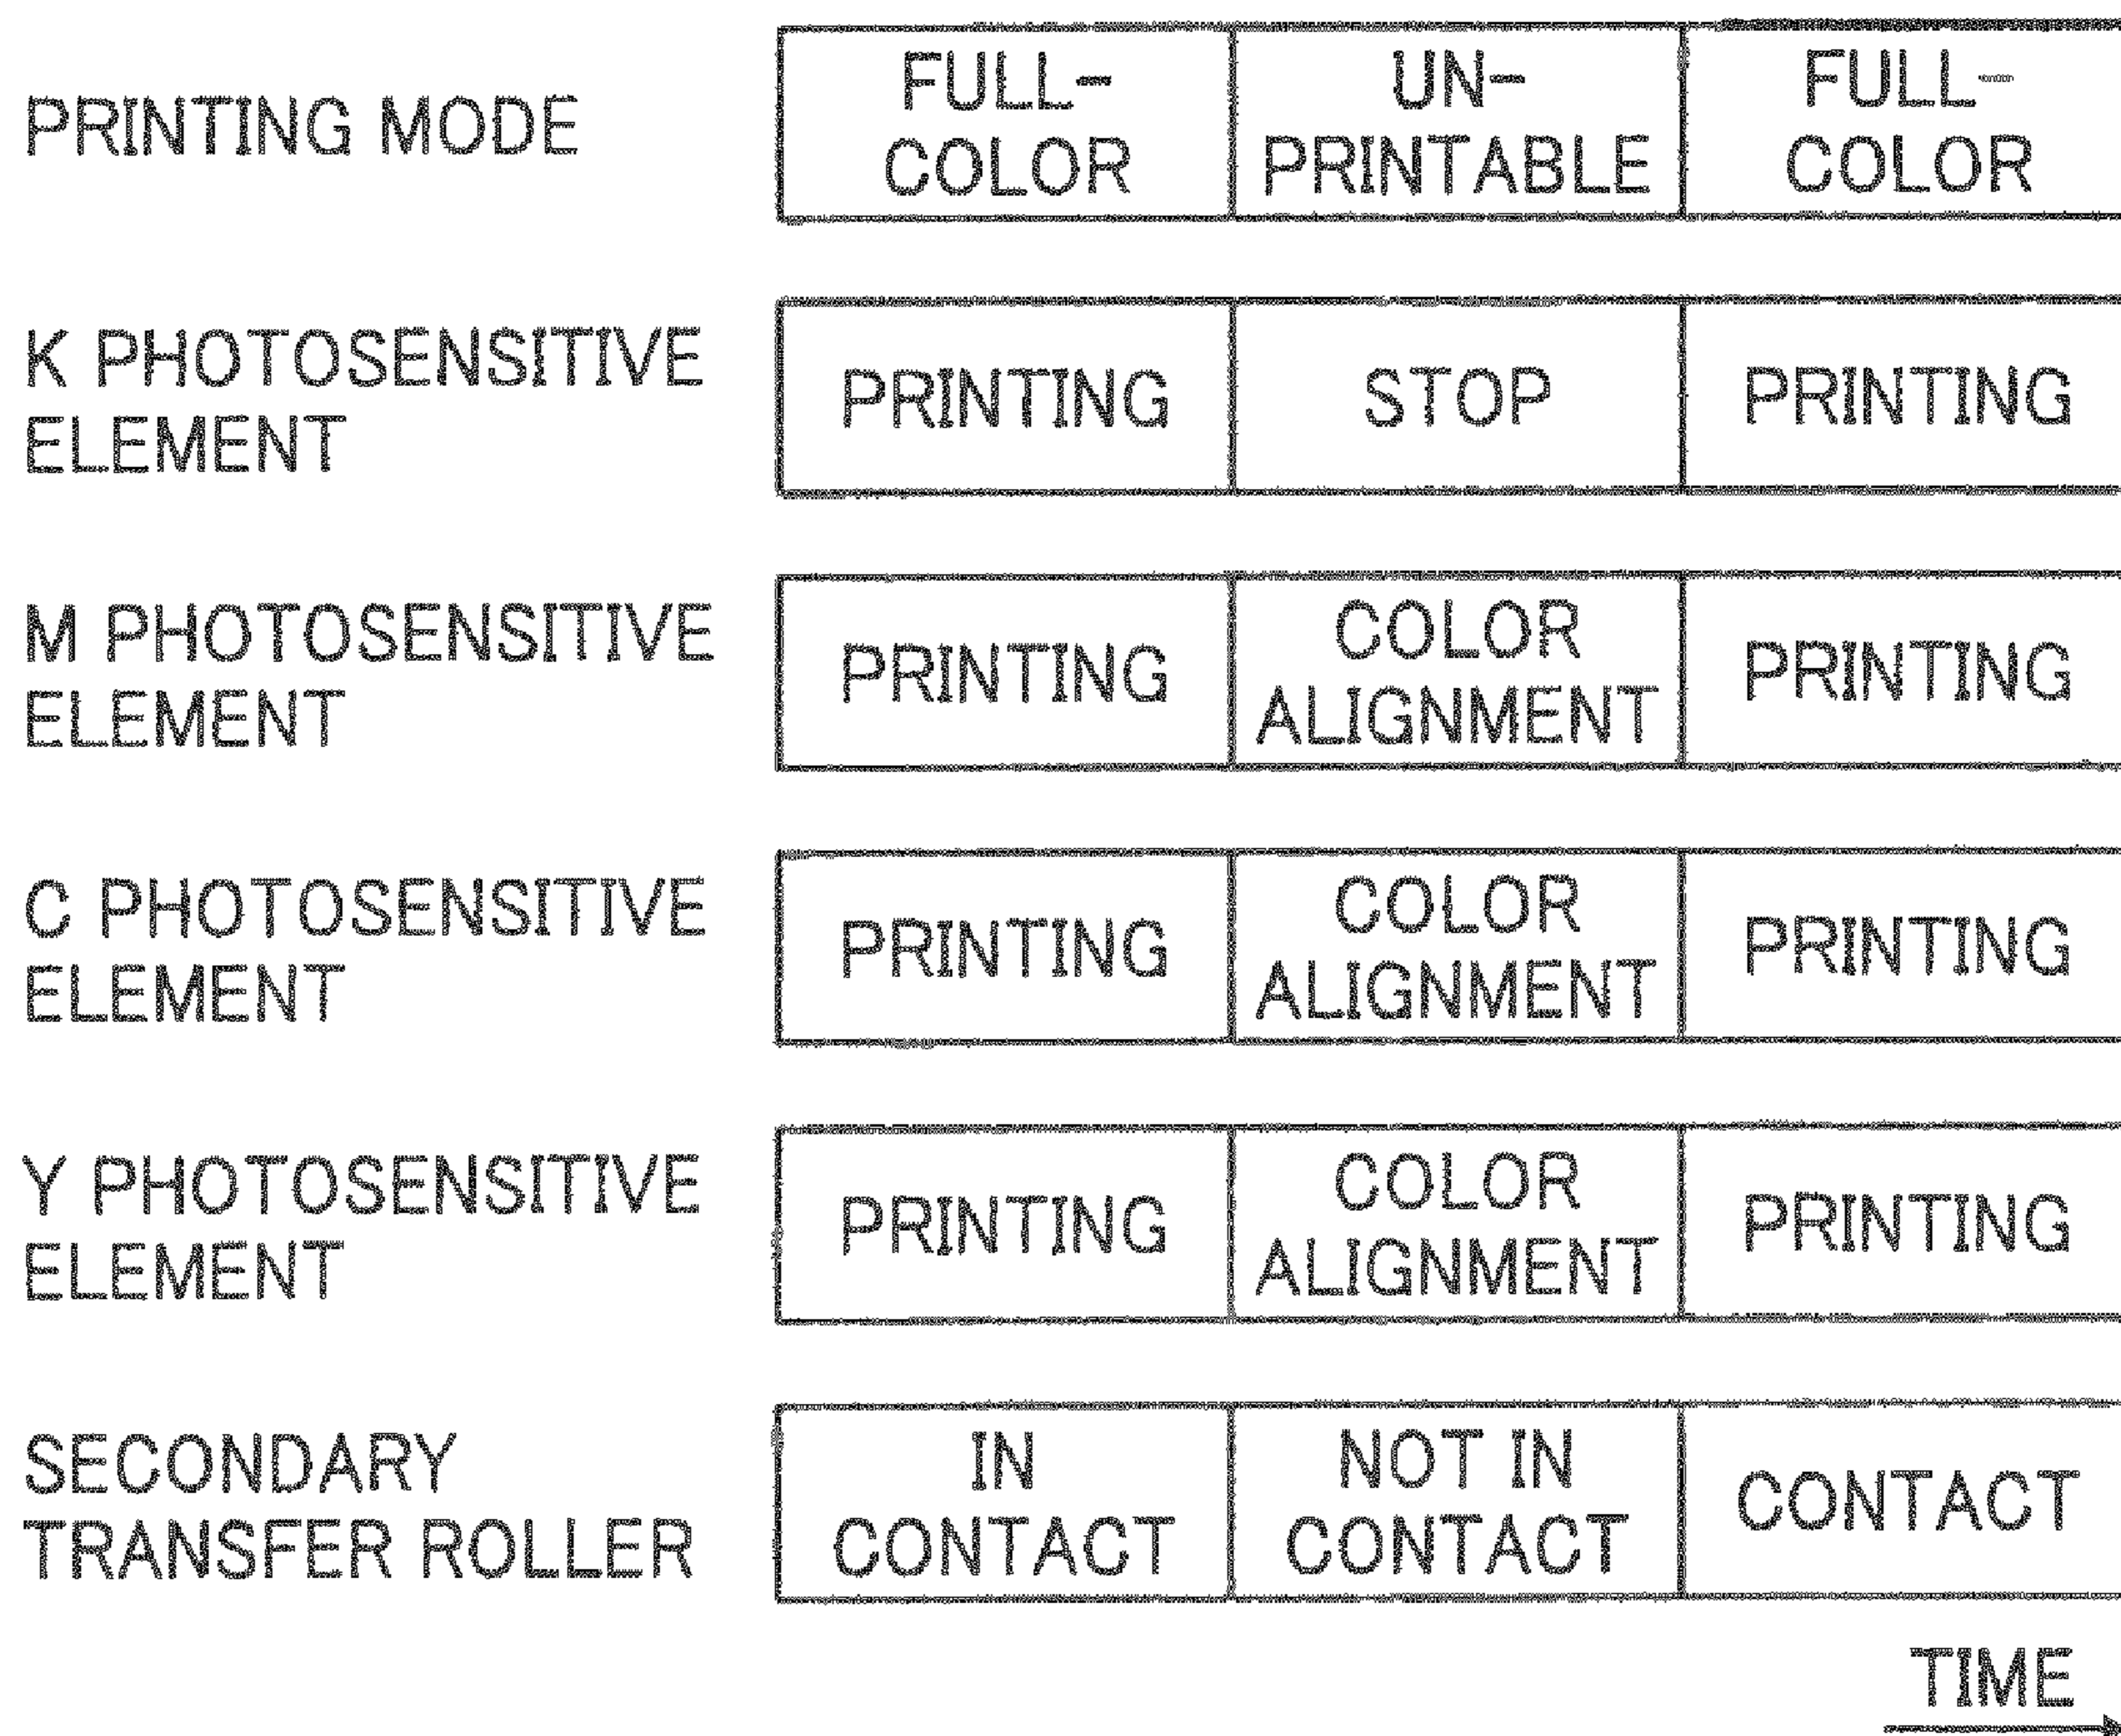 PRINTING MODE
FULL-
COLOR
UN-
PRINTABLE
FULL-
COLOR
K PHOTOSENSITIVE
ELEMENT
PRINTING
STOP
PRINTING
M PHOTOSENSITIVE
ELEMENT
PRINTING
COLOR
ALIGNMENT
PRINTING
C PHOTOSENSITIVE
ELEMENT
PRINTING
COLOR
ALIGNMENT
PRINTING
Y PHOTOSENSITIVE
ELEMENT
PRINTING
COLOR
ALIGNMENT
PRINTING
SECONDARY
TRANSFER ROLLER
IN
CONTACT
NOT IN
CONTACT
CONTACT
TIME